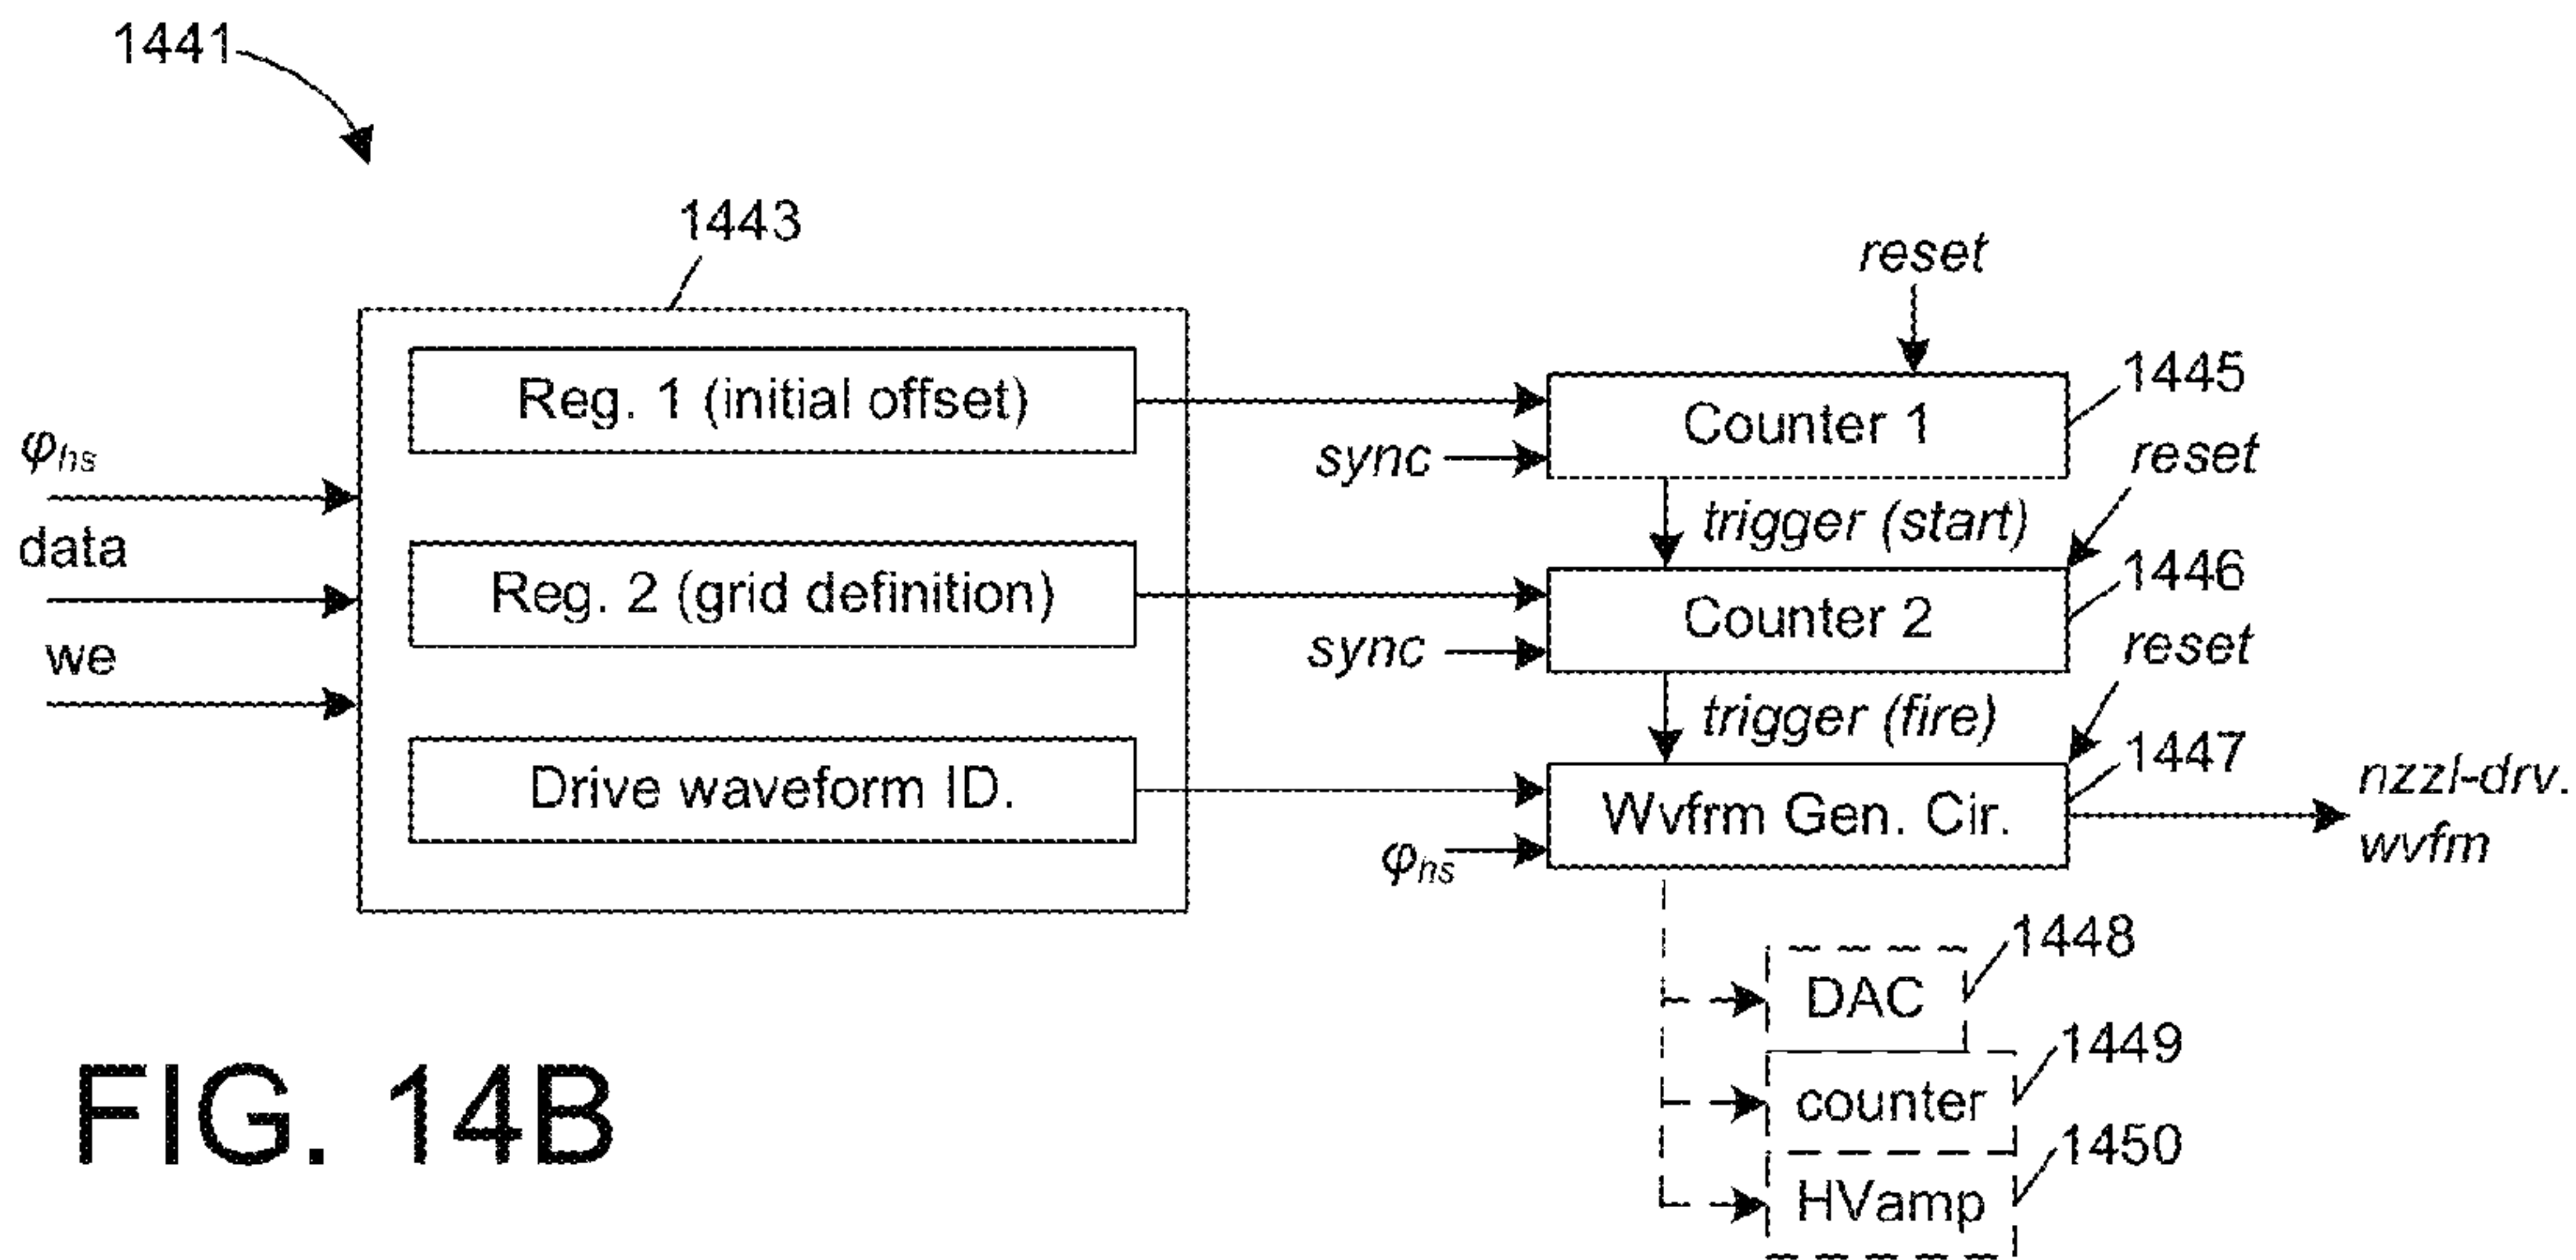 1441
1443
reset
Reg. 1 (initial offset)
Counter 1
1445
φhs
sync
reset
data
trigger (start)
Reg. 2 (grid definition)
Counter 2
1446
we
sync
reset
trigger (fire)
Drive waveform ID.
Wvfrm Gen. Cir.
1447
φhs
nzzl-drv.
wvfm
DAC
1448
counter
1449
HVamp
1450
FIG. 14B